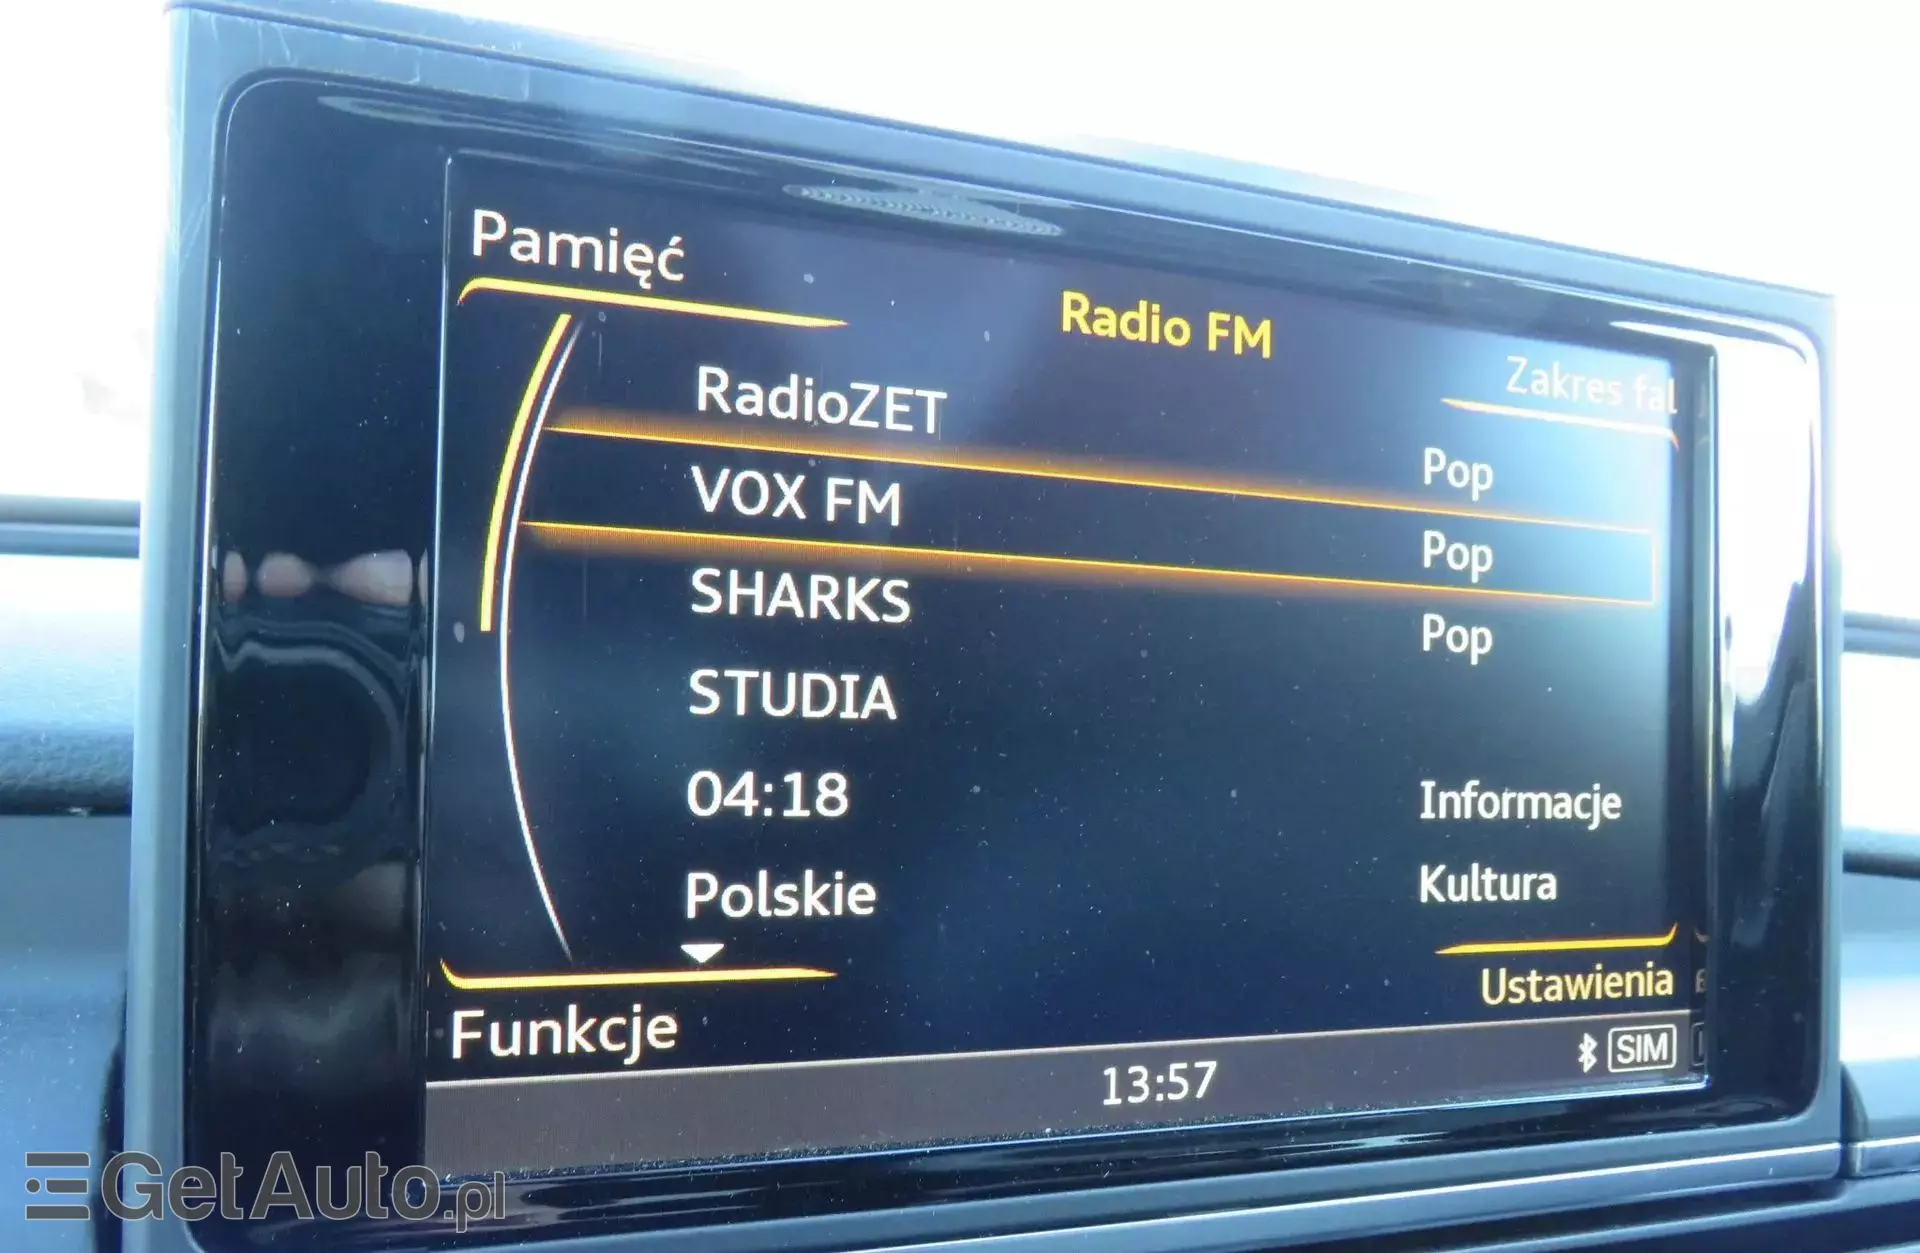 Pamięć
Radio FM
Zakres fal
RadioZET Pop
VOX FM Pop
SHARKS Pop
STUDIA
04:18 Informacje
Polskie Kultura
Ustawienia
Funkcje
13:57
SIM
GetAuto.pl